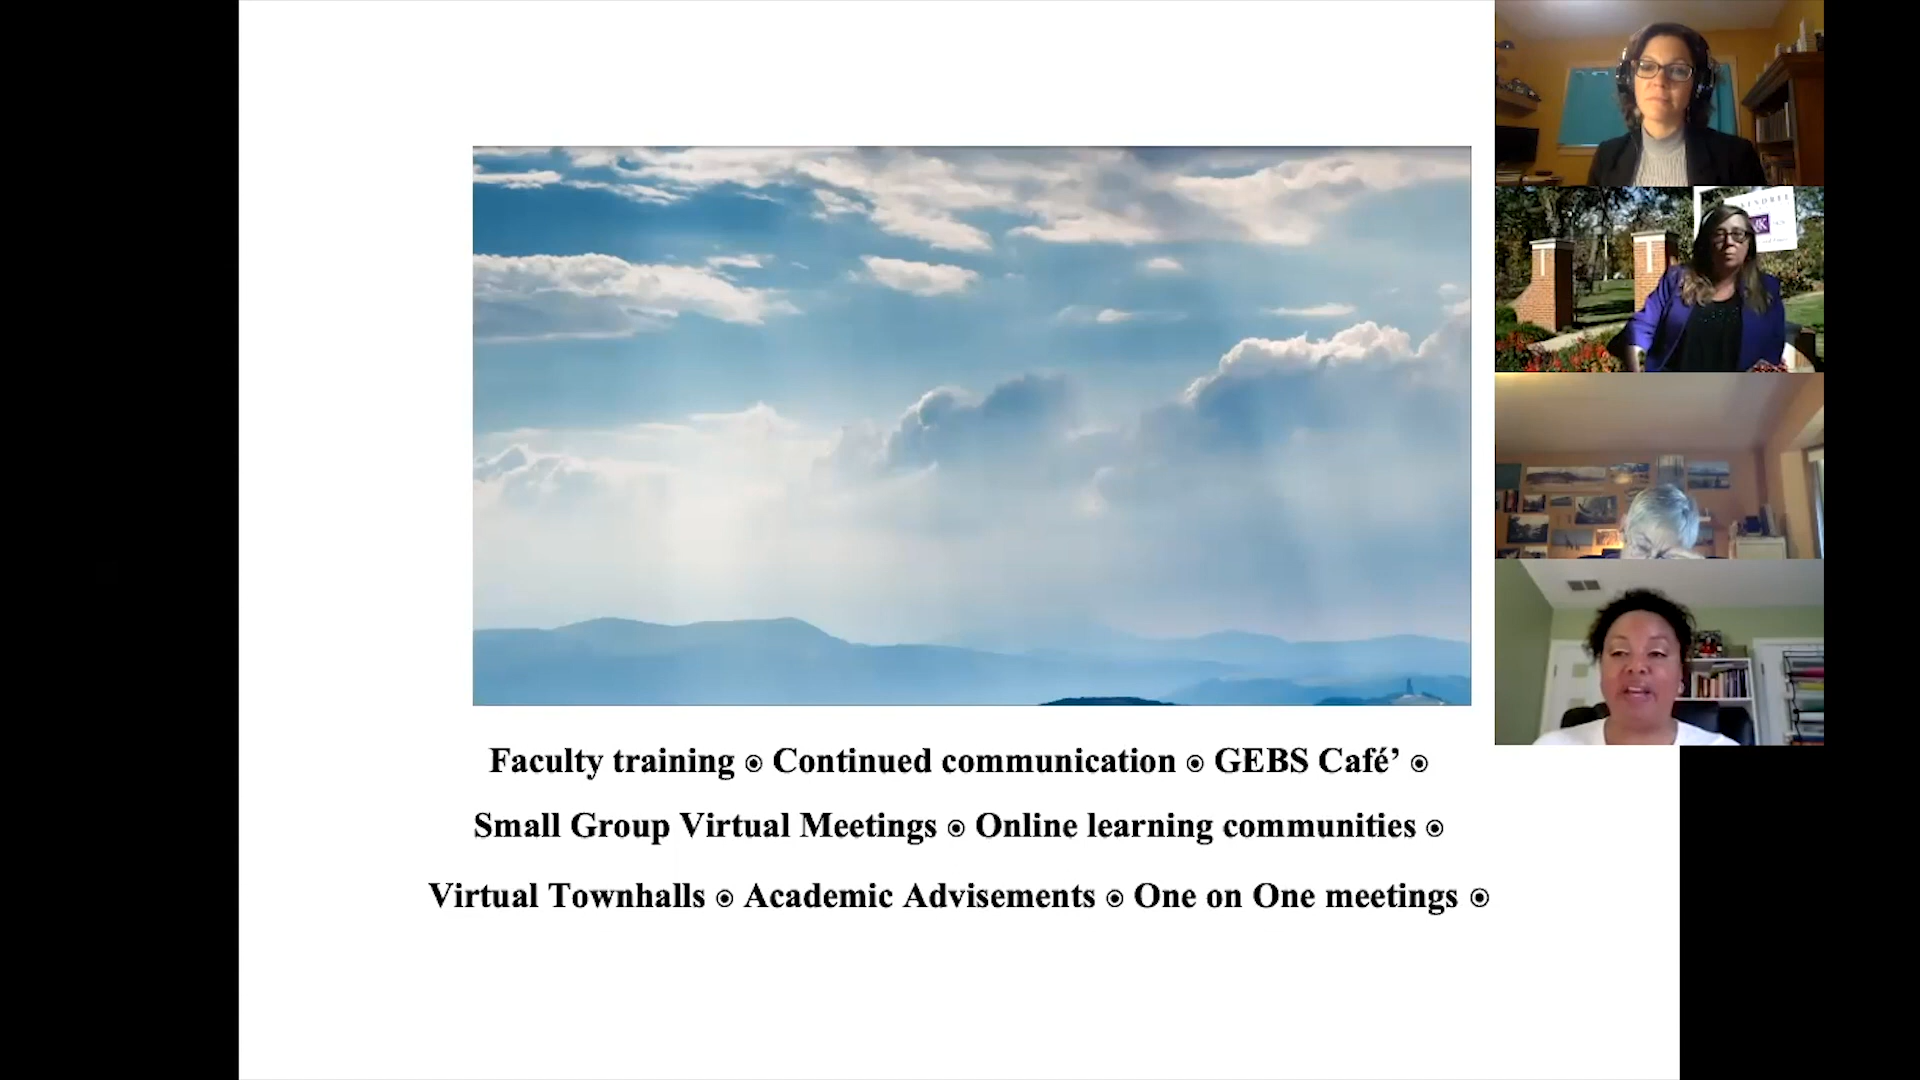 Faculty training ⦿ Continued communication ⦿ GEBS Café’ ⦿
Small Group Virtual Meetings ⦿ Online learning communities ⦿
Virtual Townhalls ⦿ Academic Advisements ⦿ One on One meetings ⦿